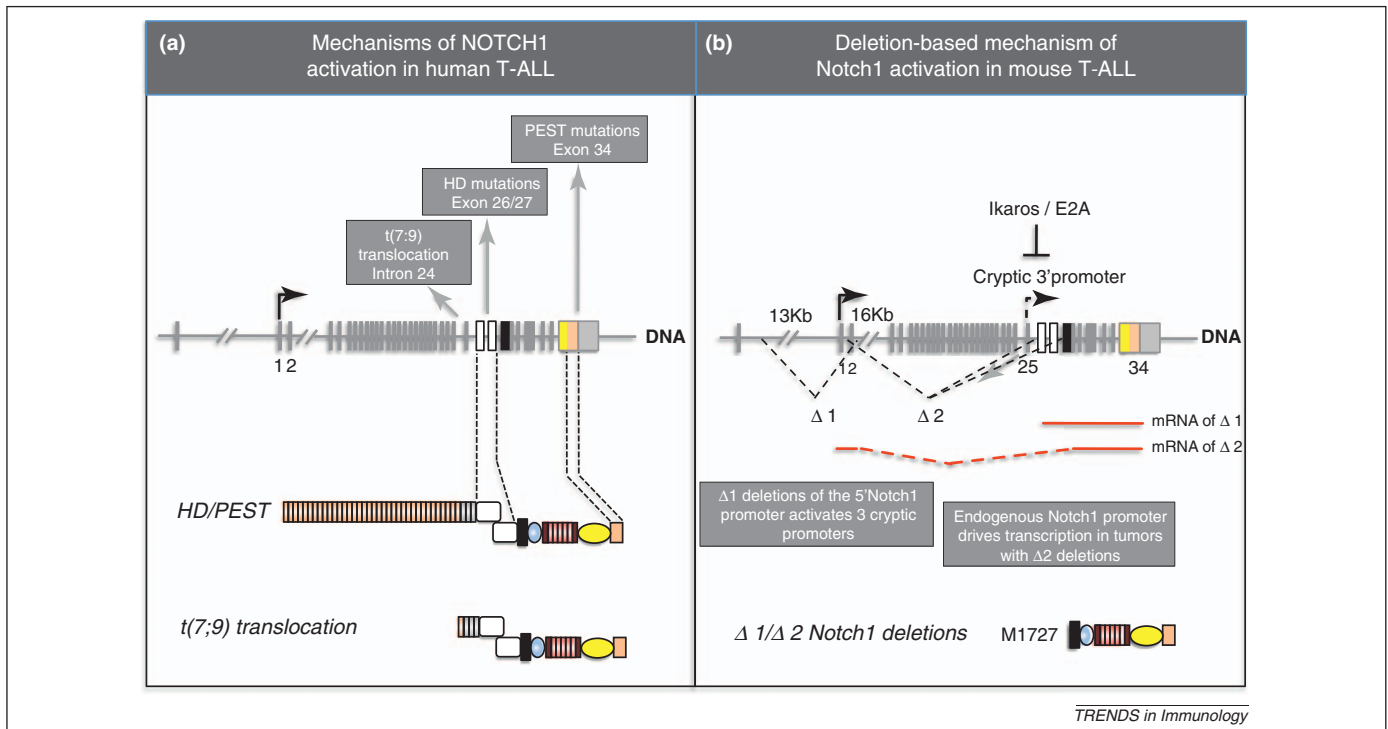 (a)
Mechanisms of NOTCH1
activation in human T-ALL
PEST mutations
Exon 34
HD mutations
Exon 26/27
t(7:9)
translocation
Intron 24
DNA
1 2
HD/PEST
t(7;9) translocation
(b)
Deletion-based mechanism of
Notch1 activation in mouse T-ALL
Ikaros / E2A
Cryptic 3'promoter
13Kb
16Kb
DNA
1 2
25
34
Δ 1
Δ 2
mRNA of Δ 1
mRNA of Δ 2
Δ1 deletions of the 5'Notch1
promoter activates 3 cryptic
promoters
Endogenous Notch1 promoter
drives transcription in tumors
with Δ2 deletions
Δ 1/Δ 2 Notch1 deletions
M1727
TRENDS in Immunology